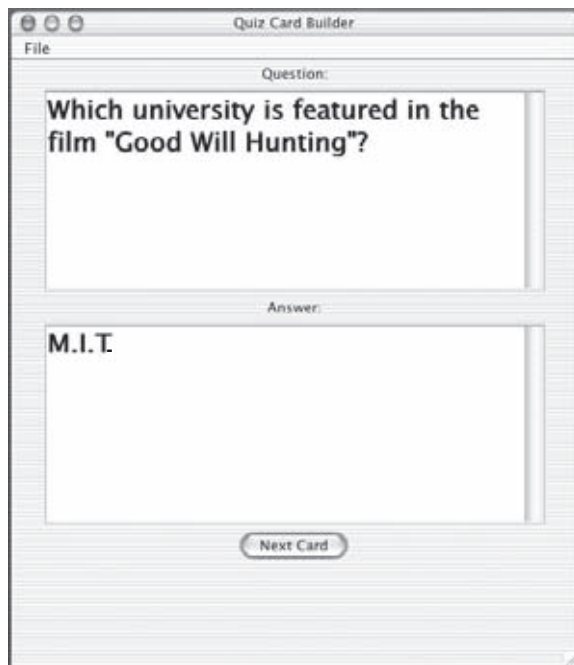 Quiz Card Builder
File
Question:
Which university is featured in the
film "Good Will Hunting"?
Answer:
M.I.T.
Next Card